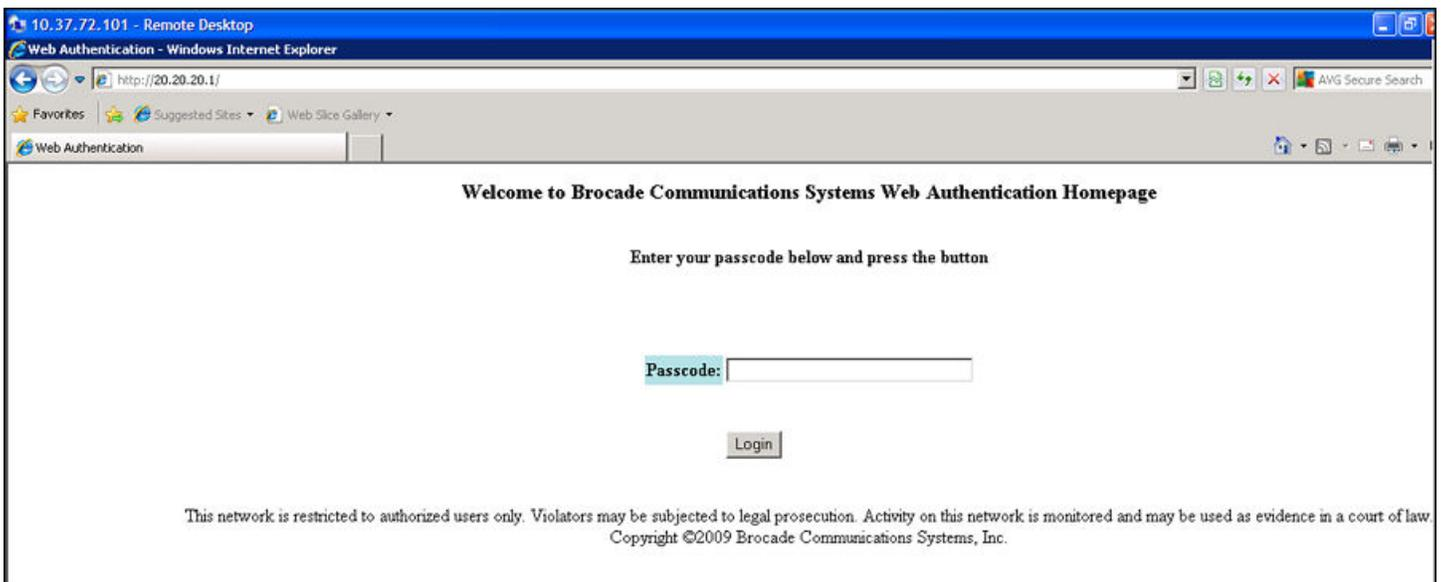 10.37.72.101 - Remote Desktop
Web Authentication - Windows Internet Explorer
http://20.20.20.1/
AVG Secure Search
Favorites
Suggested Sites
Web Slice Gallery
Web Authentication
Welcome to Brocade Communications Systems Web Authentication Homepage
Enter your passcode below and press the button
Passcode:
Login
This network is restricted to authorized users only. Violators may be subjected to legal prosecution. Activity on this network is monitored and may be used as evidence in a court of law.
Copyright ©2009 Brocade Communications Systems, Inc.